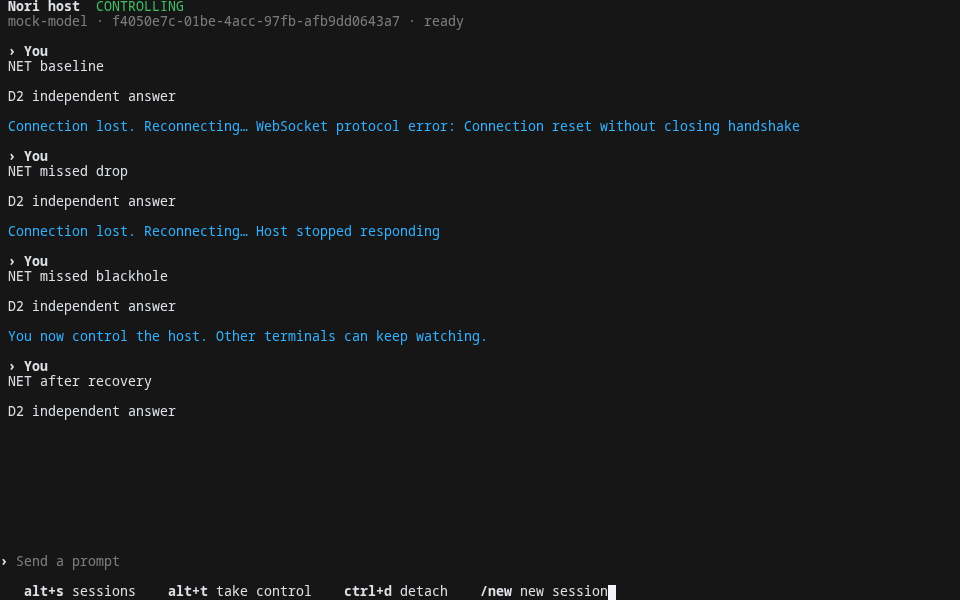 Nori host  CONTROLLING
mock-model · f4050e7c-01be-4acc-97fb-afb9dd0643a7 · ready
› You
NET baseline
D2 independent answer
Connection lost. Reconnecting… WebSocket protocol error: Connection reset without closing handshake
› You
NET missed drop
D2 independent answer
Connection lost. Reconnecting… Host stopped responding
› You
NET missed blackhole
D2 independent answer
You now control the host. Other terminals can keep watching.
› You
NET after recovery
D2 independent answer
› Send a prompt
alt+s sessions    alt+t take control    ctrl+d detach    /new new session